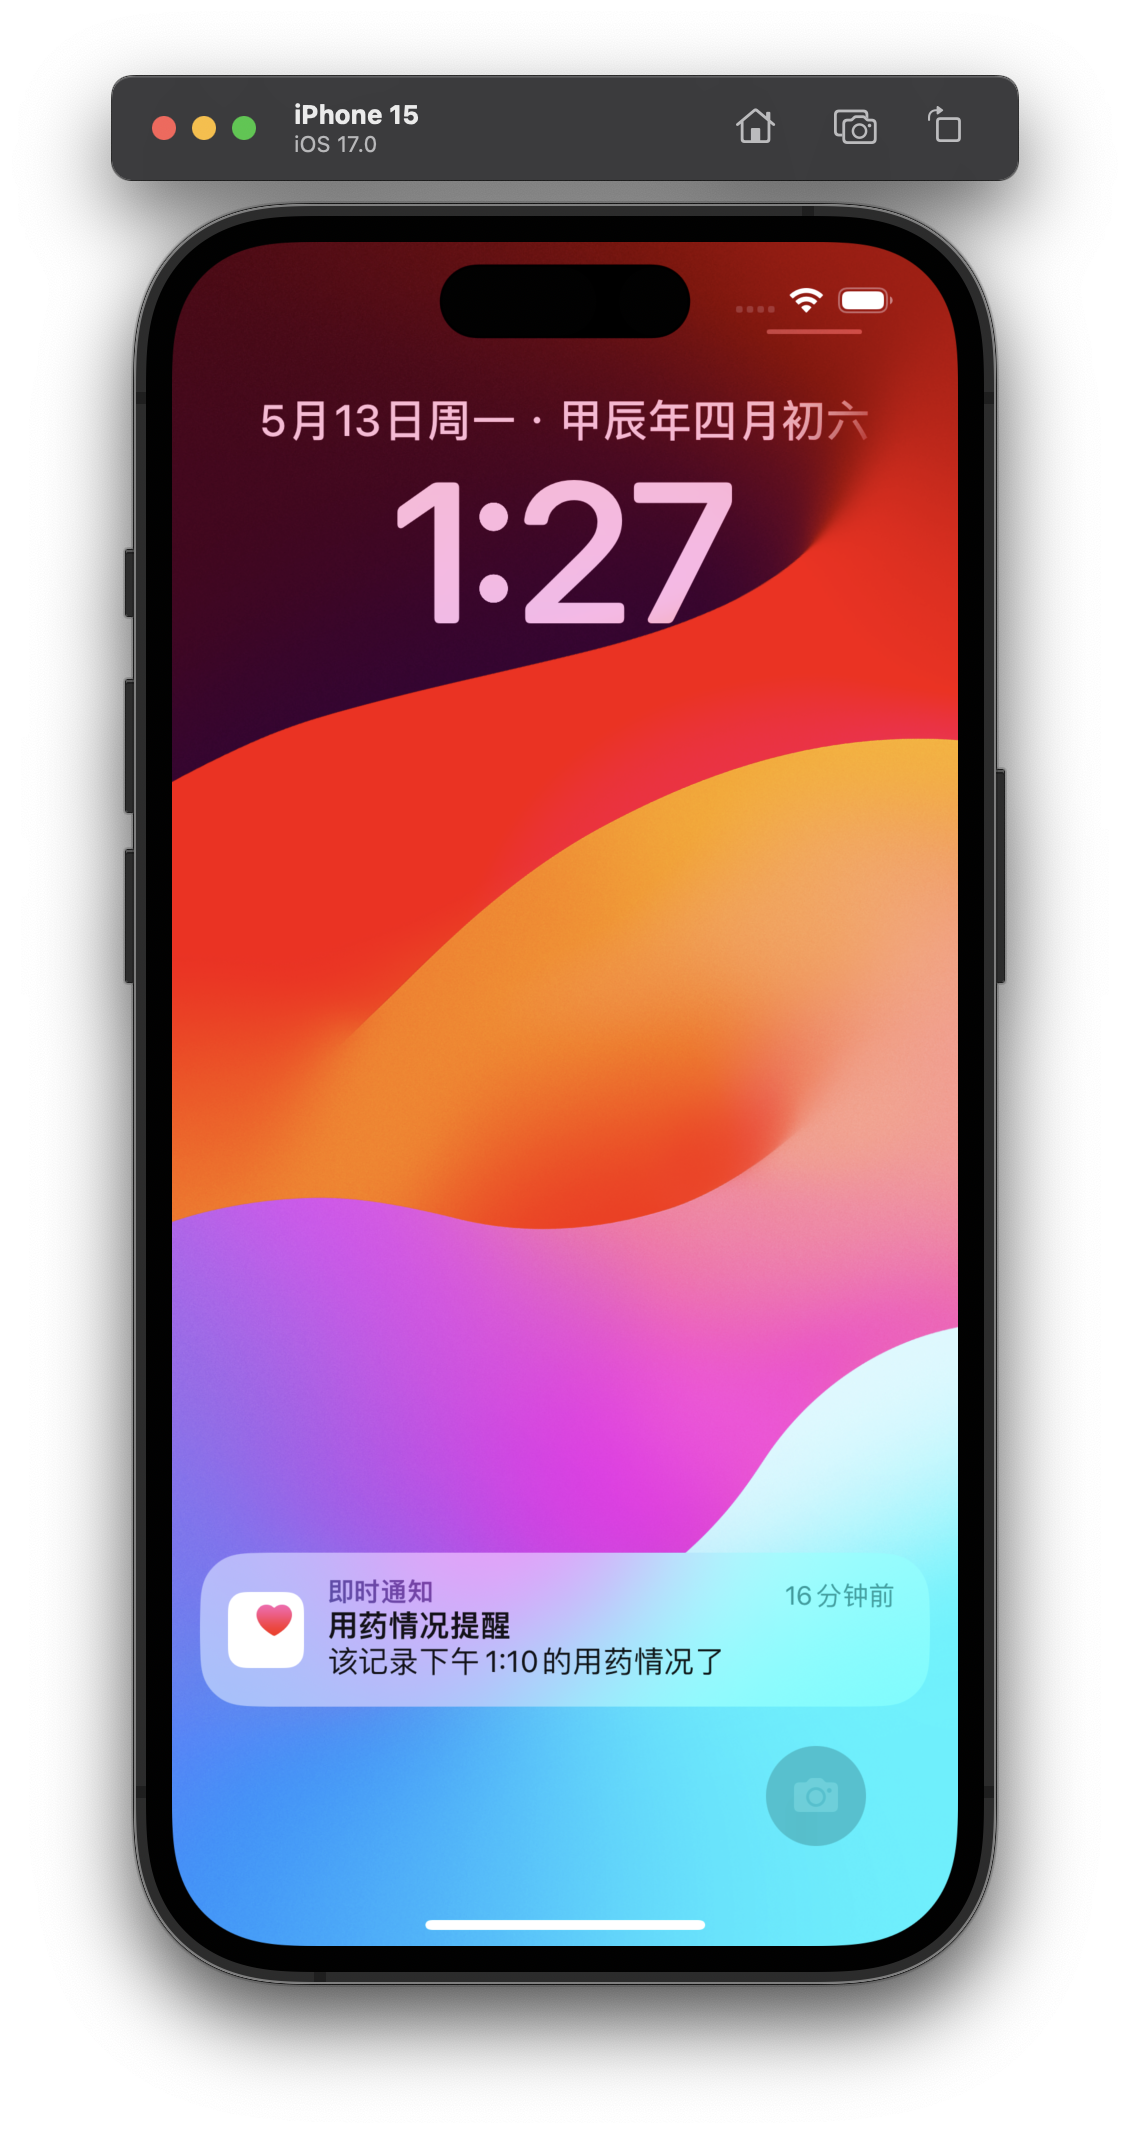 iPhone 15
iOS 17.0
5月13日周一 · 甲辰年四月初六
1:27
即时通知
16分钟前
用药情况提醒
该记录下午 1:10 的用药情况了